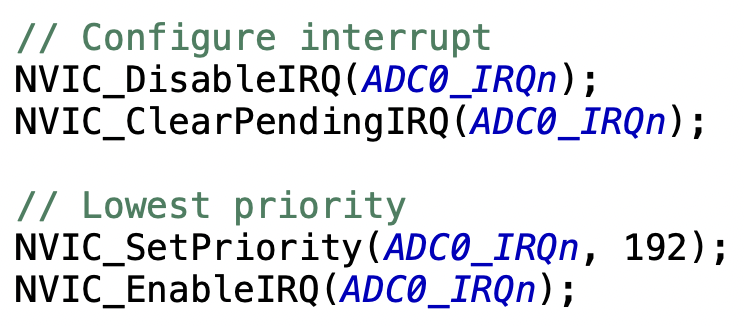 // Configure interrupt
NVIC_DisableIRQ(ADC0_IRQn);
NVIC_ClearPendingIRQ(ADC0_IRQn);
// Lowest priority
NVIC_SetPriority(ADC0_IRQn, 192);
NVIC_EnableIRQ(ADC0_IRQn);